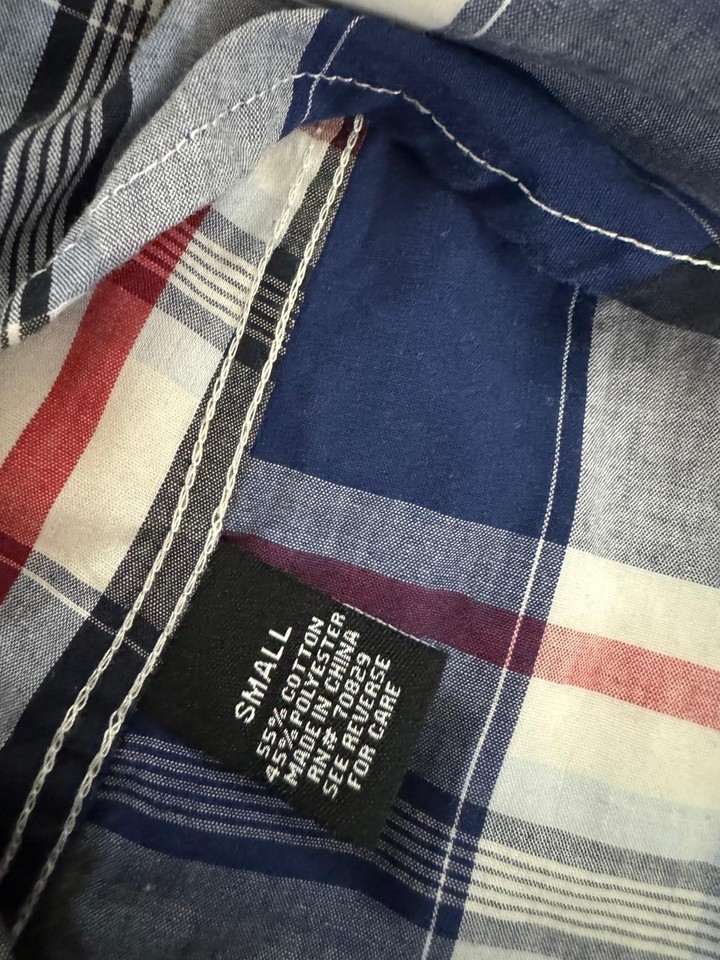 SMALL
55% COTTON
45% POLYESTER
MADE IN CHINA
RN# 70829
SEE REVERSE
FOR CARE